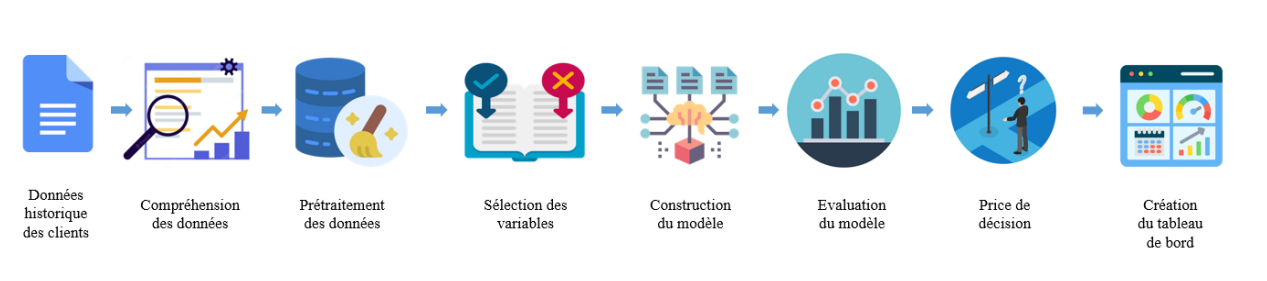 Données
historique
des clients
Compréhension
des données
Prétraitement
des données
Sélection des
variables
Construction
du modèle
Evaluation
du modèle
Price de
décision
Création
du tableau
de bord